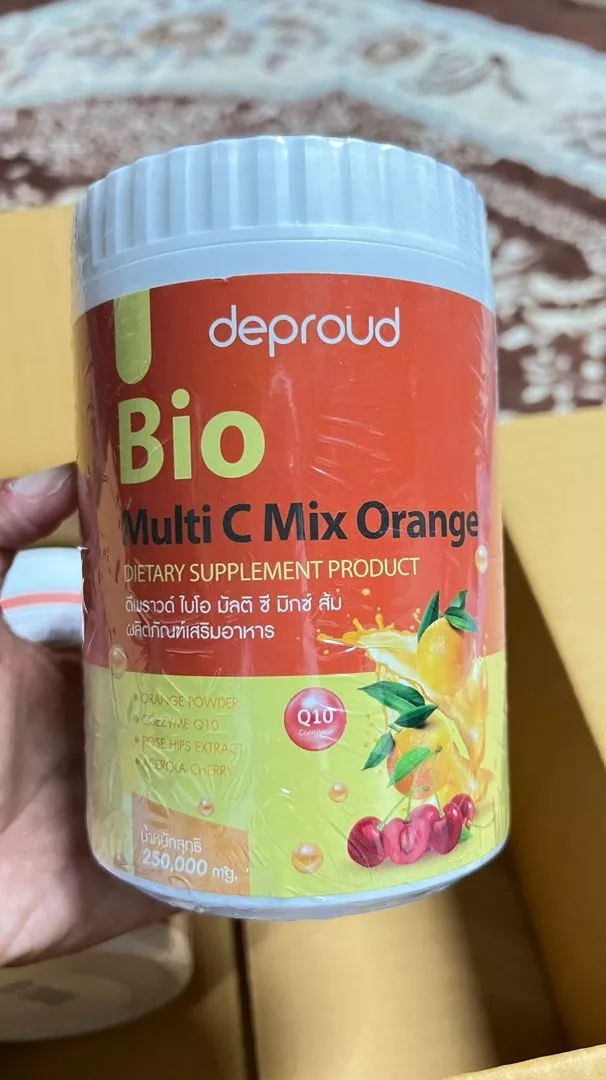 deproud
Bio
Multi C Mix Orange
DIETARY SUPPLEMENT PRODUCT
ดีเพราวด์ ไบโอ มัลติ ซี มิกซ์ ส้ม
ผลิตภัณฑ์เสริมอาหาร
ORANGE POWDER
COEZYME Q10
ROSE HIPS EXTRACT
ACEROLA CHERRY
Q10
Coenzyme
น้ำหนักสุทธิ
250,000 mg.